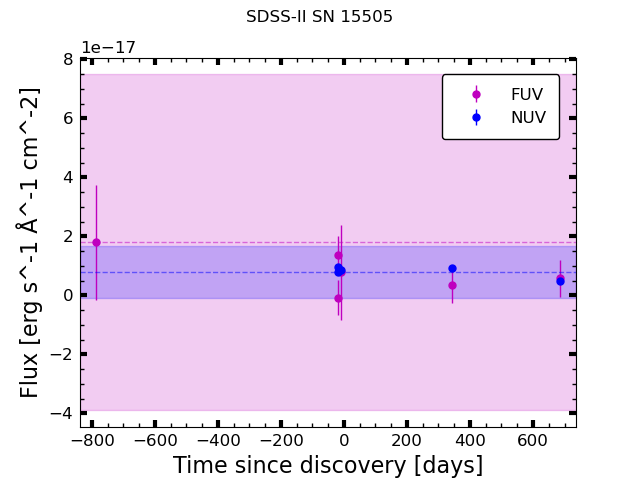 SDSS-II SN 15505
1e−17
8
6
4
2
0
−2
−4
FUV
NUV
Flux [erg s^-1 Å^-1 cm^-2]
−800 −600 −400 −200 0 200 400 600
Time since discovery [days]